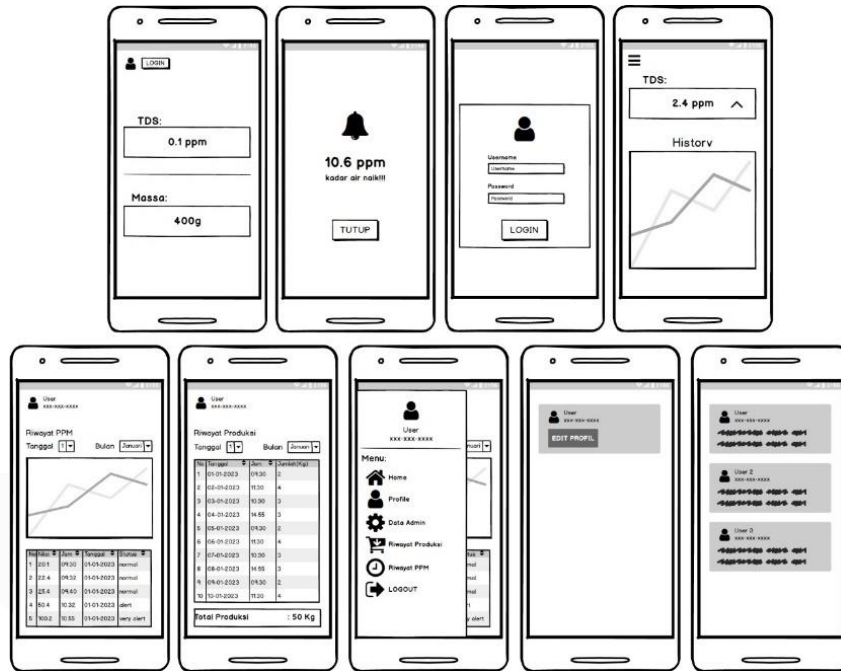 LOGIN
TDS:
0.1 ppm
Massa:
400g
10.6 ppm
kadar air naik!!!
TUTUP
Username
Username
Password
Password
LOGIN
TDS:
2.4 ppm
History
User
xxx-xxx-xxxx
Riwayat PPM
Tanggal 1 Bulan Januari
No Nilai Jam Tanggal Status
1 20.1 09.30 01-01-2023 normal
2 22.4 09.32 01-01-2023 normal
3 25.4 09.40 01-01-2023 normal
4 50.4 10.32 01-01-2023 alert
5 100.2 10.55 01-01-2023 very alert
User
xxx-xxx-xxxx
Riwayat Produksi
Tanggal 1 Bulan Januari
No Tanggal Jam Jumlah(Kg)
1 01-01-2023 09.30 2
2 02-01-2023 11.30 4
3 03-01-2023 10.30 3
4 04-01-2023 14.55 3
5 05-01-2023 09.30 2
6 06-01-2023 11.30 4
7 07-01-2023 10.30 3
8 08-01-2023 14.55 3
9 09-01-2023 09.30 2
10 10-01-2023 11.30 4
Total Produksi : 50 Kg
User
xxx-xxx-xxxx
Menu:
Home
Profile
Data Admin
Riwayat Produksi
Riwayat PPM
LOGOUT
User
xxx-xxx-xxxx
EDIT PROFIL
User
xxx-xxx-xxxx
User 2
xxx-xxx-xxxx
User 3
xxx-xxx-xxxx